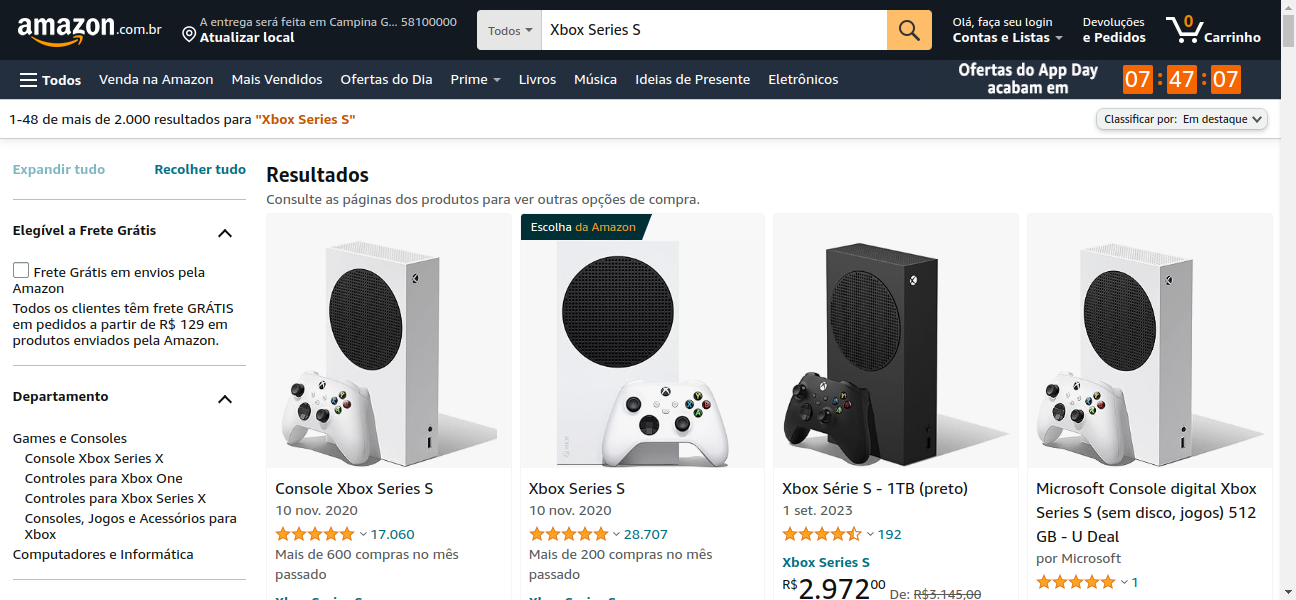 amazon.com.br
A entrega será feita em Campina G... 58100000
Atualizar local
Todos
Xbox Series S
Olá, faça seu login
Contas e Listas
Devoluções
e Pedidos
0
Carrinho
Todos
Venda na Amazon
Mais Vendidos
Ofertas do Dia
Prime
Livros
Música
Ideias de Presente
Eletrônicos
Ofertas do App Day
acabam em
07 : 47 : 07
1-48 de mais de 2.000 resultados para "Xbox Series S"
Classificar por: Em destaque
Expandir tudo
Recolher tudo
Elegível a Frete Grátis
Frete Grátis em envios pela
Amazon
Todos os clientes têm frete GRÁTIS
em pedidos a partir de R$ 129 em
produtos enviados pela Amazon.
Departamento
Games e Consoles
Console Xbox Series X
Controles para Xbox One
Controles para Xbox Series X
Consoles, Jogos e Acessórios para
Xbox
Computadores e Informática
Resultados
Consulte as páginas dos produtos para ver outras opções de compra.
Console Xbox Series S
10 nov. 2020
17.060
Mais de 600 compras no mês
passado
Escolha da Amazon
Xbox Series S
10 nov. 2020
28.707
Mais de 200 compras no mês
passado
Xbox Série S - 1TB (preto)
1 set. 2023
192
Xbox Series S
R$2.97200 De: R$3.145,00
Microsoft Console digital Xbox
Series S (sem disco, jogos) 512
GB - U Deal
por Microsoft
1